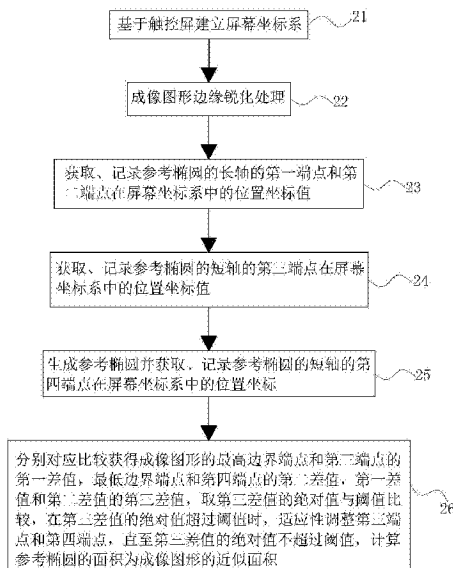 基于触控屏建立屏幕坐标系
21
成像图形边缘锐化处理
22
获取、记录参考椭圆的长轴的第一端点和第
二端点在屏幕坐标系中的位置坐标值
23
获取、记录参考椭圆的短轴的第三端点在屏幕
坐标系中的位置坐标值
24
生成参考椭圆并获取、记录参考椭圆的短轴的第
四端点在屏幕坐标系中的位置坐标
25
分别对应比较获得成像图形的最高边界端点和第三端点的
第一差值，最低边界端点和第四端点的第二差值，第一差
值和第二差值的第三差值，取第三差值的绝对值与阈值比
较，在第三差值的绝对值超过阈值时，适应性调整第三端
点和第四端点，直至第三差值的绝对值不超过阈值，计算
参考椭圆的面积为成像图形的近似面积
26